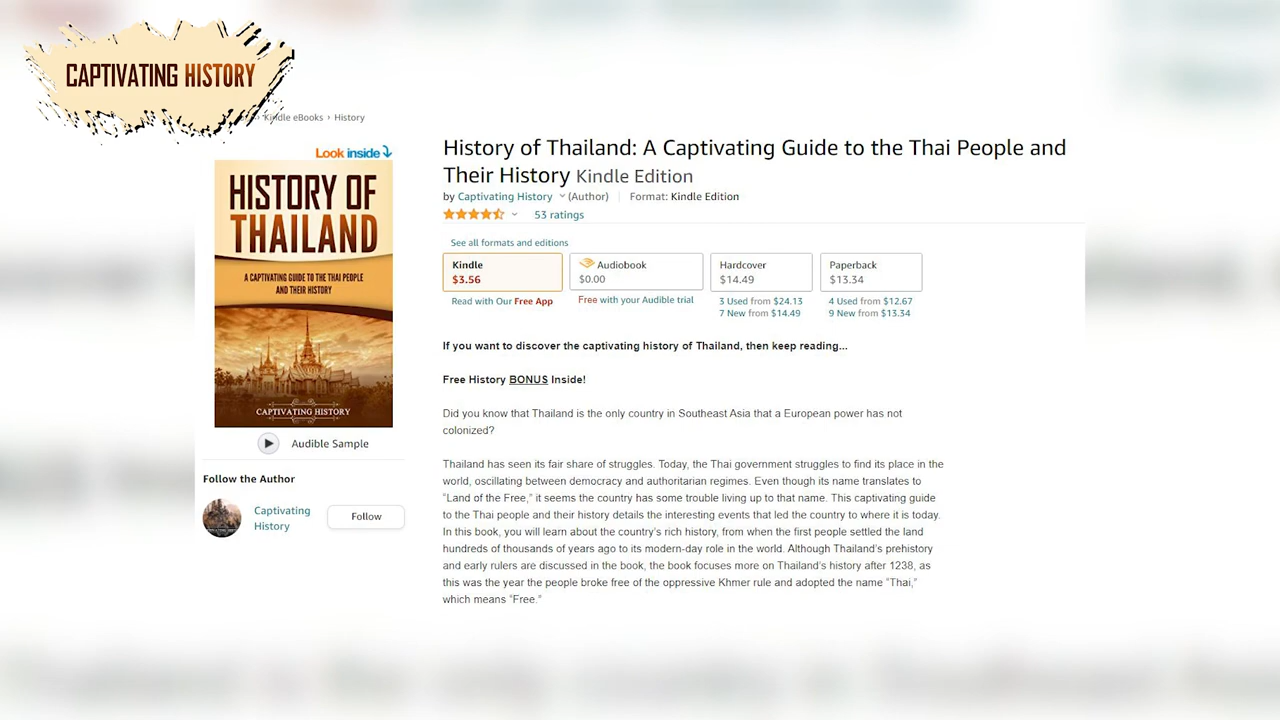 CAPTIVATING HISTORY
Kindle eBooks › History
Look inside
HISTORY OF
THAILAND
A CAPTIVATING GUIDE TO THE THAI PEOPLE
AND THEIR HISTORY
CAPTIVATING HISTORY
Audible Sample
Follow the Author
Captivating
History
Follow
History of Thailand: A Captivating Guide to the Thai People and
Their History Kindle Edition
by Captivating History (Author) Format: Kindle Edition
53 ratings
See all formats and editions
Kindle
$3.56
Read with Our Free App
Audiobook
$0.00
Free with your Audible trial
Hardcover
$14.49
3 Used from $24.13
7 New from $14.49
Paperback
$13.34
4 Used from $12.67
9 New from $13.34
If you want to discover the captivating history of Thailand, then keep reading...
Free History BONUS Inside!
Did you know that Thailand is the only country in Southeast Asia that a European power has not
colonized?
Thailand has seen its fair share of struggles. Today, the Thai government struggles to find its place in the
world, oscillating between democracy and authoritarian regimes. Even though its name translates to
“Land of the Free,” it seems the country has some trouble living up to that name. This captivating guide
to the Thai people and their history details the interesting events that led the country to where it is today.
In this book, you will learn about the country’s rich history, from when the first people settled the land
hundreds of thousands of years ago to its modern-day role in the world. Although Thailand’s prehistory
and early rulers are discussed in the book, the book focuses more on Thailand’s history after 1238, as
this was the year the people broke free of the oppressive Khmer rule and adopted the name “Thai,”
which means “Free.”